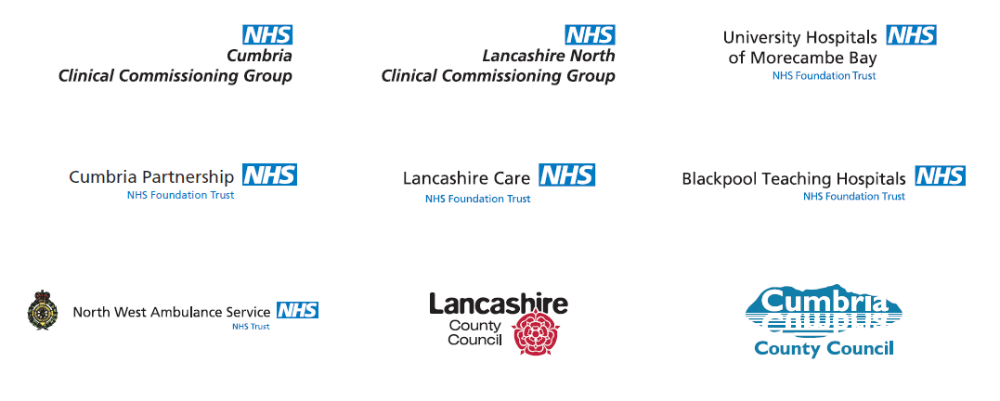 NHS
Cumbria
Clinical Commissioning Group
NHS
Lancashire North
Clinical Commissioning Group
University Hospitals NHS
of Morecambe Bay
NHS Foundation Trust
Cumbria Partnership NHS
NHS Foundation Trust
Lancashire Care NHS
NHS Foundation Trust
Blackpool Teaching Hospitals NHS
NHS Foundation Trust
North West Ambulance Service NHS
NHS Trust
Lancashire
County
Council
Cumbria
County Council